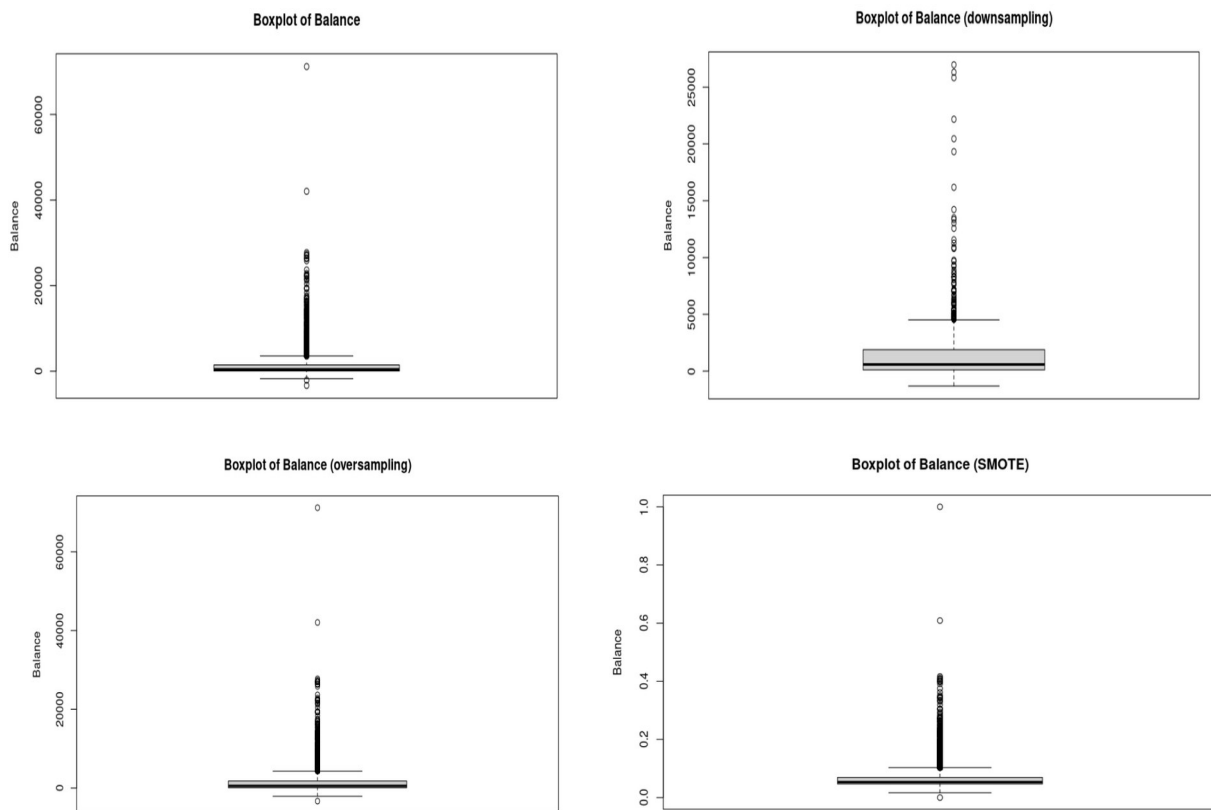 Boxplot of Balance
Balance
60000
40000
20000
0
Boxplot of Balance (downsampling)
Balance
25000
20000
15000
10000
5000
0
Boxplot of Balance (oversampling)
Balance
60000
40000
20000
0
Boxplot of Balance (SMOTE)
Balance
1.0
0.8
0.6
0.4
0.2
0.0